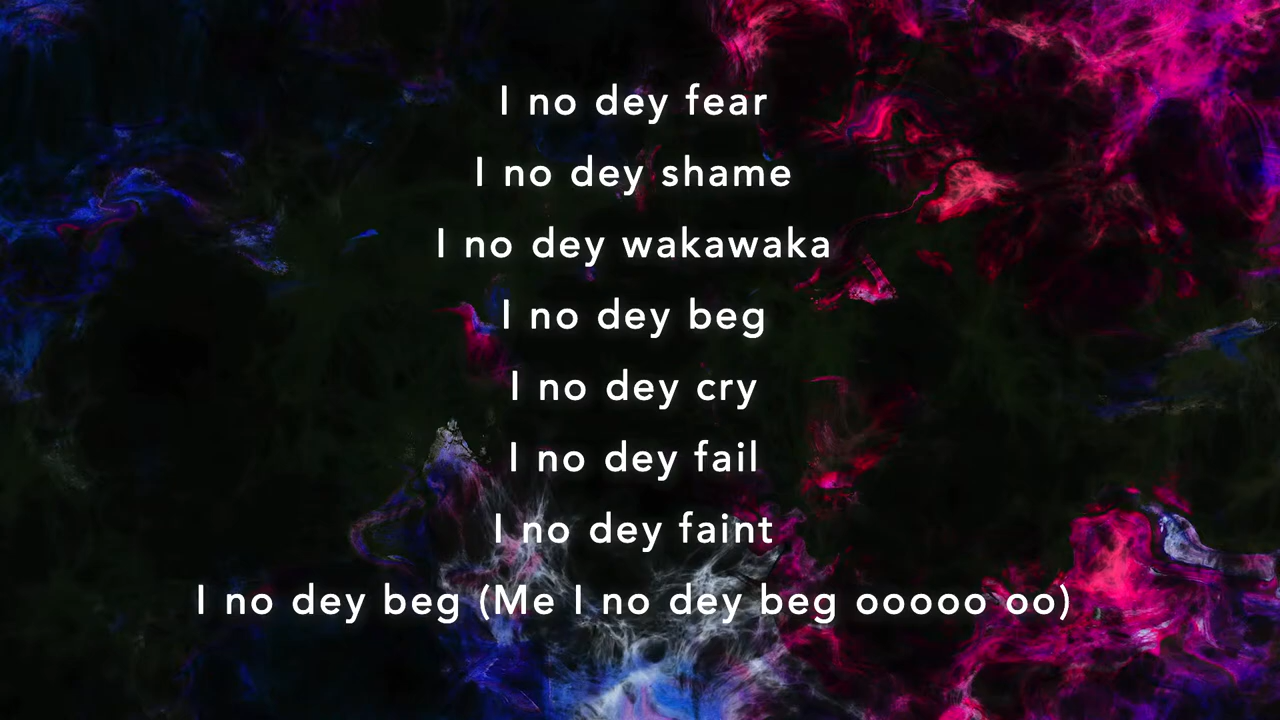 I no dey fear
I no dey shame
I no dey wakawaka
I no dey beg
I no dey cry
I no dey fail
I no dey faint
I no dey beg (Me I no dey beg ooooo oo)